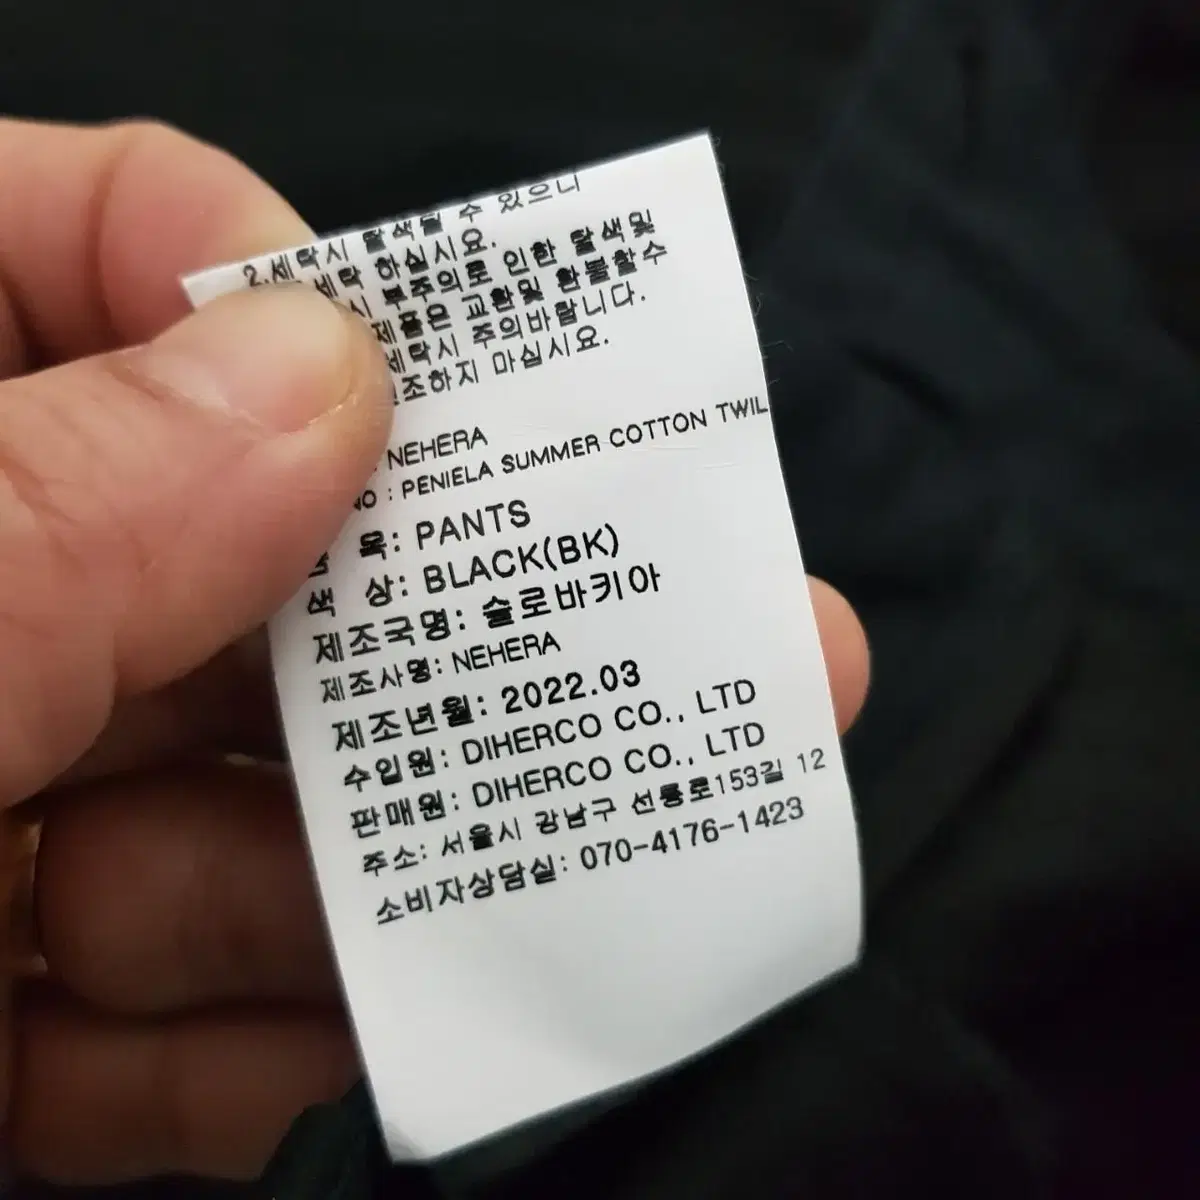 2.세탁시 탈색될 수 있으니
세탁 하십시요.
시 부주의로 인한 탈색및
제품은 교환및 환불할수
세탁시 주의바랍니다.
조하지 마십시요.
: NEHERA
NO : PENIELA SUMMER COTTON TWIL
목: PANTS
색 상: BLACK(BK)
제조국명: 슬로바키아
제조사명: NEHERA
제조년월: 2022.03
수입원: DIHERCO CO., LTD
판매원: DIHERCO CO., LTD
주소: 서울시 강남구 선릉로153길 12
소비자상담실: 070-4176-1423